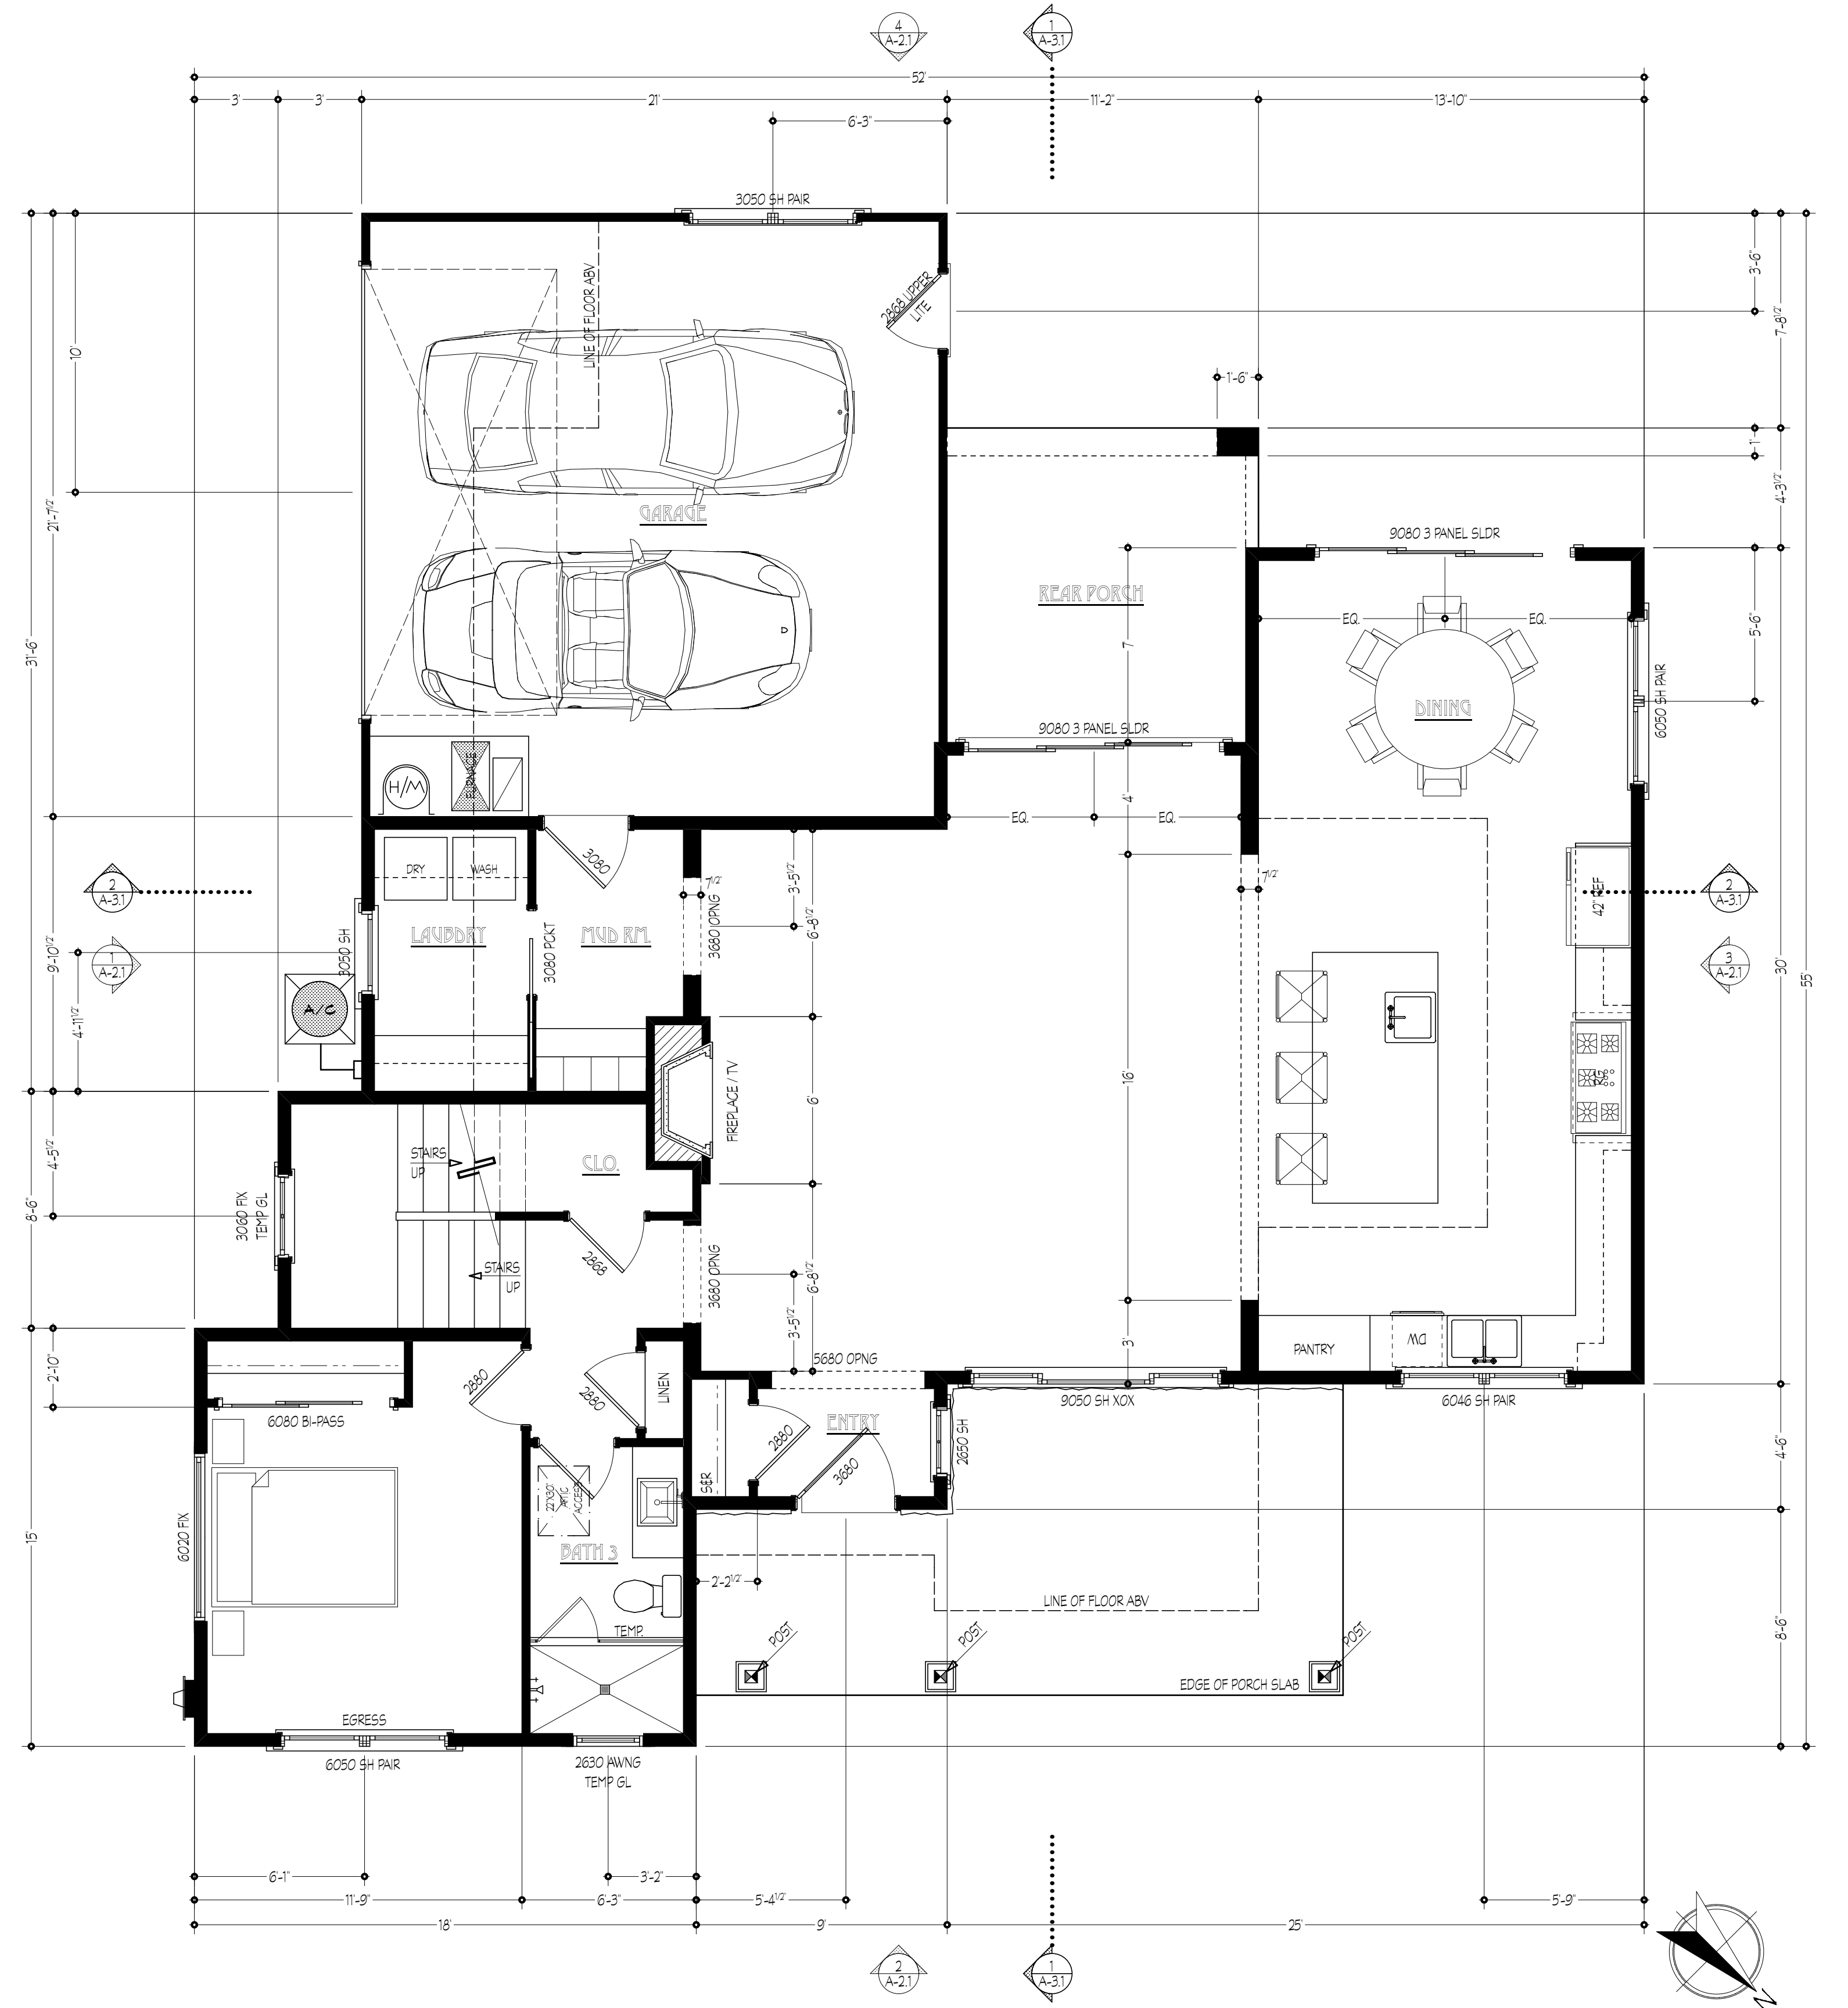 4
A-2.1
1
A-3.1
52'
3'
3'
21'
11'-2"
13'-10"
6'-3"
3050 SH PAIR
LINE OF FLOOR ABV
2868 UPPER
LITE
3'-6"
7'-8 1/2"
10'
1'-6"
1'
4'-3 1/2"
21'-7 1/2"
GARAGE
9080 3 PANEL SLDR
REAR PORCH
EQ.
EQ.
5'-6"
31'-6"
7'
6050 SH PAIR
DINING
9080 3 PANEL SLDR
FURNACE
H/M
4'
EQ.
EQ.
DRY
WASH
3080
7 1/2"
3'-5 1/2"
7 1/2"
2
A-3.1
42" REF
2
A-3.1
LAUBDRY
MUD RM.
3080 PCKT
3680 OPNG
6'-8 1/2"
9'-10 1/2"
3050 SH
1
A-2.1
3
A-2.1
30'
55'
A/C
4'-11 1/2"
16'
RG
FIREPLACE / TV
6'
STAIRS
UP
CLO.
4'-5 1/2"
8'-6"
3060 FIX
TEMP GL
2868
STAIRS
UP
3680 OPNG
6'-8 1/2"
3'-5 1/2"
3'
PANTRY
DW
5680 OPNG
2'-10"
2880
2880
LINEN
6080 BI-PASS
9050 SH XOX
6046 SH PAIR
ENTRY
2880
3680
2650 SH
SER
4'-6"
22"X30"
ATTIC
ACCESS
6020 FIX
15'
BATH 3
2'-2 1/2"
LINE OF FLOOR ABV
TEMP.
POST
POST
POST
8'-6"
EDGE OF PORCH SLAB
EGRESS
6050 SH PAIR
2630 AWNG
TEMP GL
6'-1"
3'-2"
11'-9"
6'-3"
5'-4 1/2"
5'-9"
18'
9'
25'
2
A-2.1
1
A-3.1
N